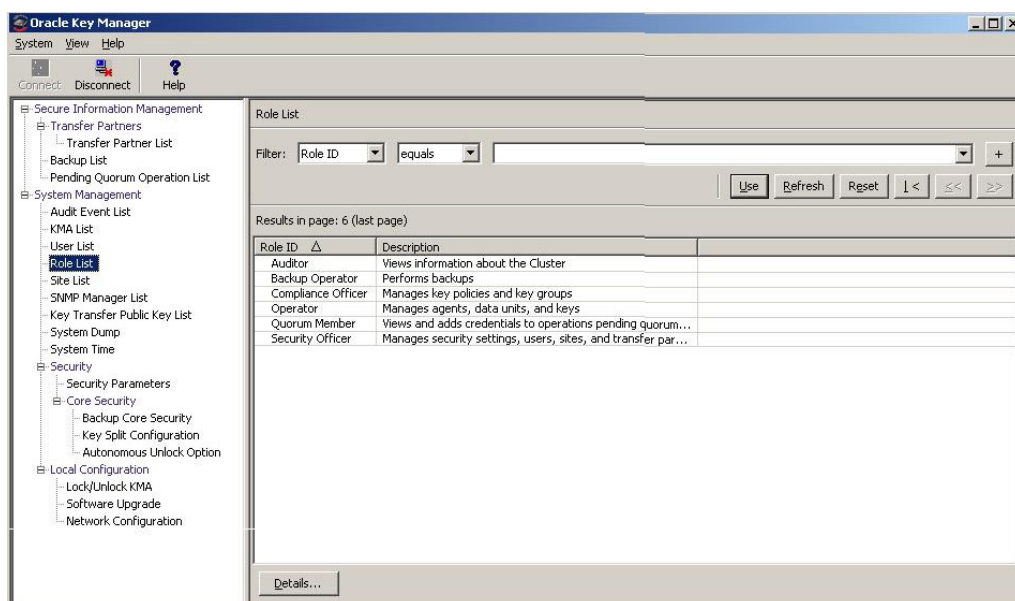 Oracle Key Manager
System View Help
Connect Disconnect Help
Secure Information Management
Transfer Partners
Transfer Partner List
Backup List
Pending Quorum Operation List
System Management
Audit Event List
KMA List
User List
Role List
Site List
SNMP Manager List
Key Transfer Public Key List
System Dump
System Time
Security
Security Parameters
Core Security
Backup Core Security
Key Split Configuration
Autonomous Unlock Option
Local Configuration
Lock/Unlock KMA
Software Upgrade
Network Configuration
Role List
Filter: Role ID equals +
Use Refresh Reset |< << >>
Results in page: 6 (last page)
Role ID Description
Auditor Views information about the Cluster
Backup Operator Performs backups
Compliance Officer Manages key policies and key groups
Operator Manages agents, data units, and keys
Quorum Member Views and adds credentials to operations pending quorum...
Security Officer Manages security settings, users, sites, and transfer par...
Details...